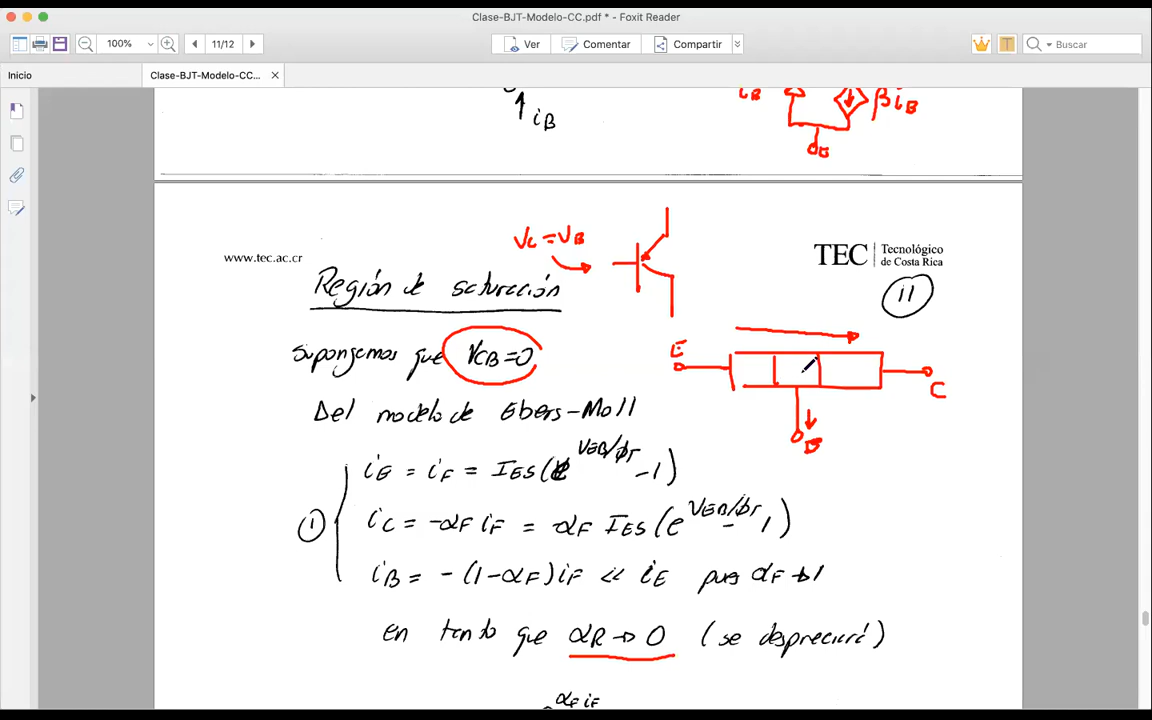 Clase-BJT-Modelo-CC.pdf * - Foxit Reader
100%
11/12
Ver
Comentar
Compartir
Buscar
Inicio
Clase-BJT-Modelo-CC...
iB
iB
βiB
VC = VB
www.tec.ac.cr
TEC | Tecnológico
de Costa Rica
Región de saturación
11
Supongamos que VCB = 0
E
C
B
Del modelo de Ebers-Moll
iE = iF = IES(e^VEB/ϕT - 1)
① iC = -αF iF = -αF IES(e^VEB/ϕT - 1)
iB = -(1-αF)iF << iE pues αF → 1
en tanto que αR → 0 (se despreciará)
αF iF